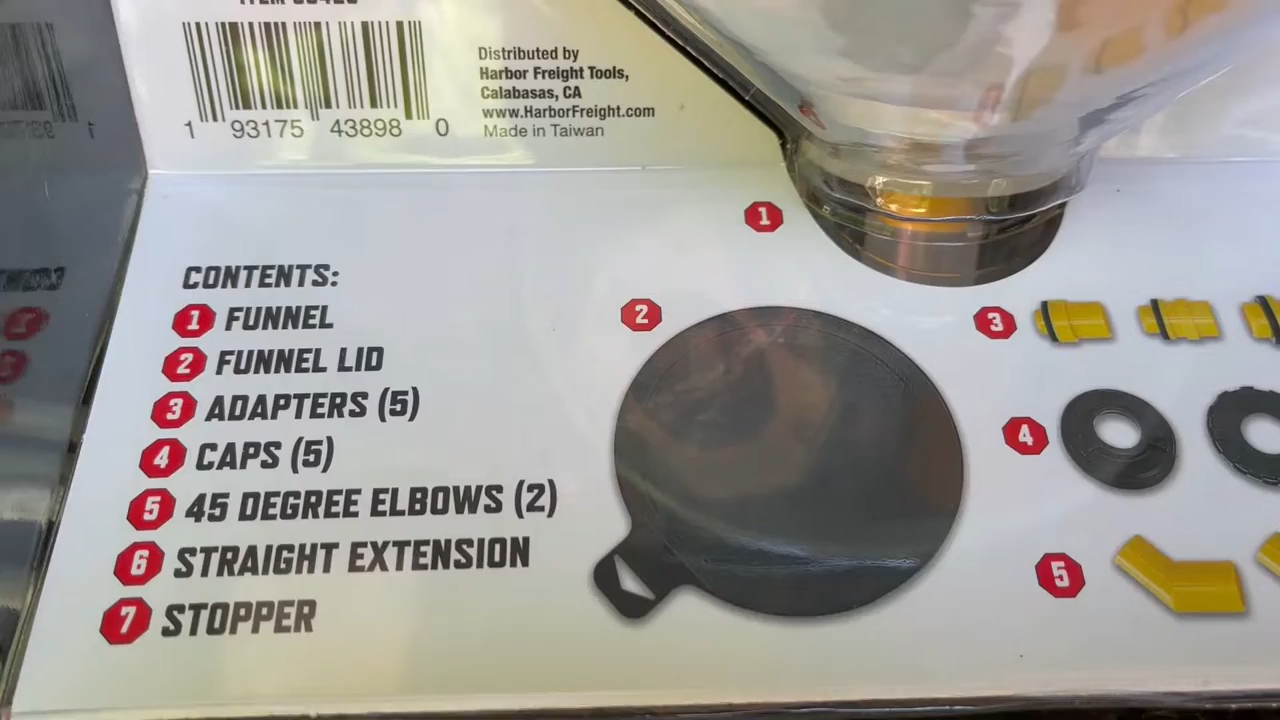 1 93175 43898 0
Distributed by
Harbor Freight Tools,
Calabasas, CA
www.HarborFreight.com
Made in Taiwan
CONTENTS:
1 FUNNEL
2 FUNNEL LID
3 ADAPTERS (5)
4 CAPS (5)
5 45 DEGREE ELBOWS (2)
6 STRAIGHT EXTENSION
7 STOPPER
1
2
3
4
5